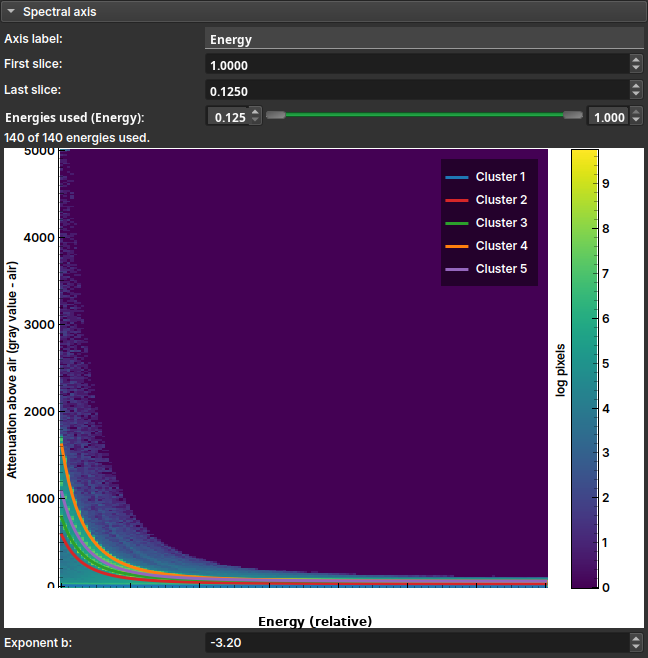 Spectral axis
Axis label: Energy
First slice: 1.0000
Last slice: 0.1250
Energies used (Energy): 0.125 1.000
140 of 140 energies used.
5000
4000
3000
2000
1000
0
Attenuation above air (gray value - air)
Cluster 1
Cluster 2
Cluster 3
Cluster 4
Cluster 5
9
8
7
6
5
4
3
2
1
0
log pixels
Energy (relative)
Exponent b: -3.20